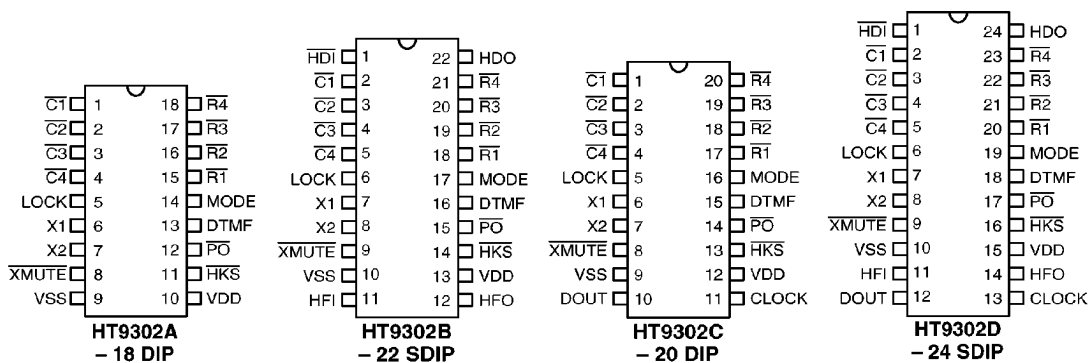 HT9302A
– 18 DIP
C1 1 18 R4
C2 2 17 R3
C3 3 16 R2
C4 4 15 R1
LOCK 5 14 MODE
X1 6 13 DTMF
X2 7 12 PO
XMUTE 8 11 HKS
VSS 9 10 VDD
HT9302B
– 22 SDIP
HDI 1 22 HDO
C1 2 21 R4
C2 3 20 R3
C3 4 19 R2
C4 5 18 R1
LOCK 6 17 MODE
X1 7 16 DTMF
X2 8 15 PO
XMUTE 9 14 HKS
VSS 10 13 VDD
HFI 11 12 HFO
HT9302C
– 20 DIP
C1 1 20 R4
C2 2 19 R3
C3 3 18 R2
C4 4 17 R1
LOCK 5 16 MODE
X1 6 15 DTMF
X2 7 14 PO
XMUTE 8 13 HKS
VSS 9 12 VDD
DOUT 10 11 CLOCK
HT9302D
– 24 SDIP
HDI 1 24 HDO
C1 2 23 R4
C2 3 22 R3
C3 4 21 R2
C4 5 20 R1
LOCK 6 19 MODE
X1 7 18 DTMF
X2 8 17 PO
XMUTE 9 16 HKS
VSS 10 15 VDD
HFI 11 14 HFO
DOUT 12 13 CLOCK